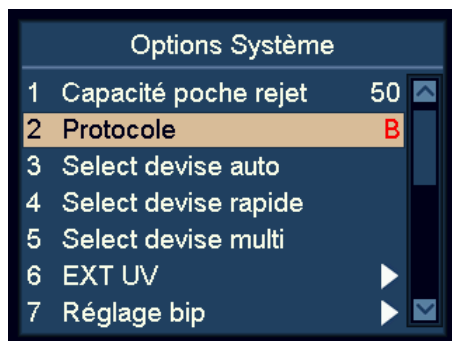 Options Système
1 Capacité poche rejet 50
2 Protocole B
3 Select devise auto
4 Select devise rapide
5 Select devise multi
6 EXT UV
7 Réglage bip